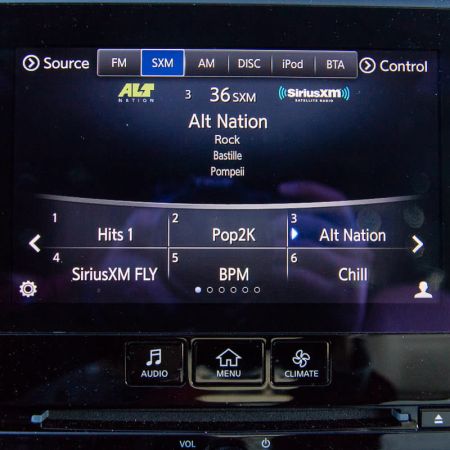 Source FM SXM AM DISC iPod BTA Control
ALT NATION 3 36 SXM ((SiriusXM))
SATELLITE RADIO
Alt Nation
Rock
Bastille
Pompeii
1 Hits 1 2 Pop2K 3 Alt Nation
4 SiriusXM FLY 5 BPM 6 Chill
AUDIO MENU CLIMATE
VOL